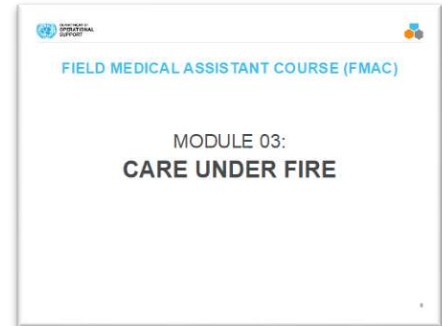 DEPARTMENT OF
OPERATIONAL
SUPPORT
FIELD MEDICAL ASSISTANT COURSE (FMAC)
MODULE 03:
CARE UNDER FIRE